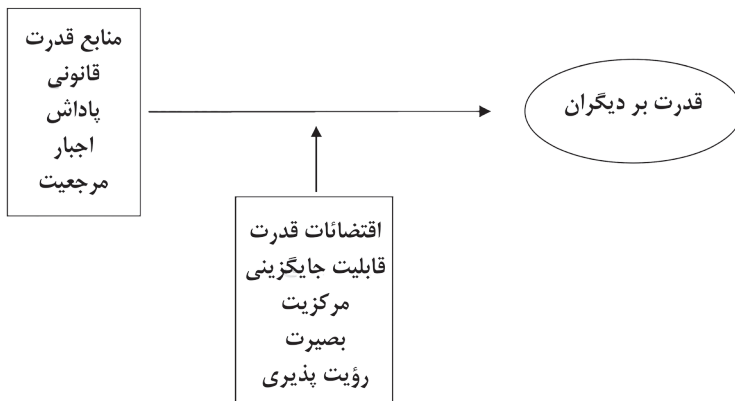 منابع قدرت
قانونی
پاداش
اجبار
مرجعیت
قدرت بر دیگران
اقتضائات قدرت
قابلیت جایگزینی
مرکزیت
بصیرت
رؤیت پذیری